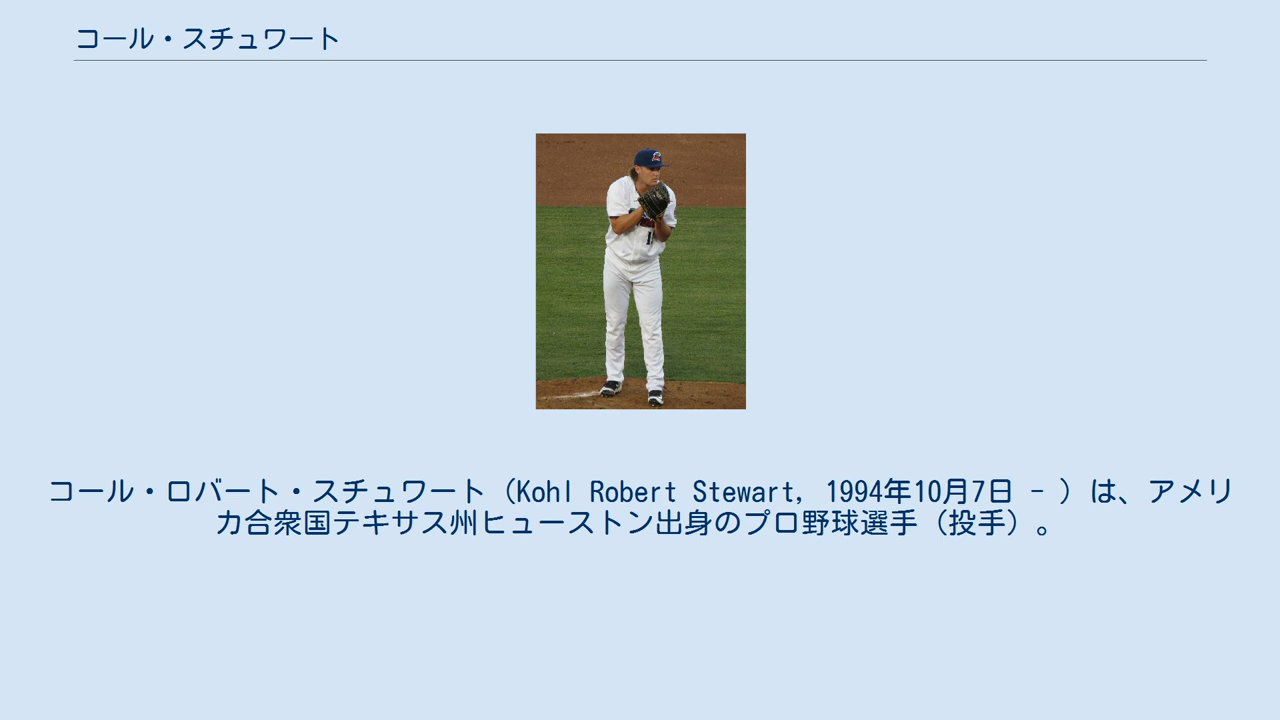 コール・スチュワート
コール・ロバート・スチュワート（Kohl Robert Stewart, 1994年10月7日 - ）は、アメリ
カ合衆国テキサス州ヒューストン出身のプロ野球選手（投手）。